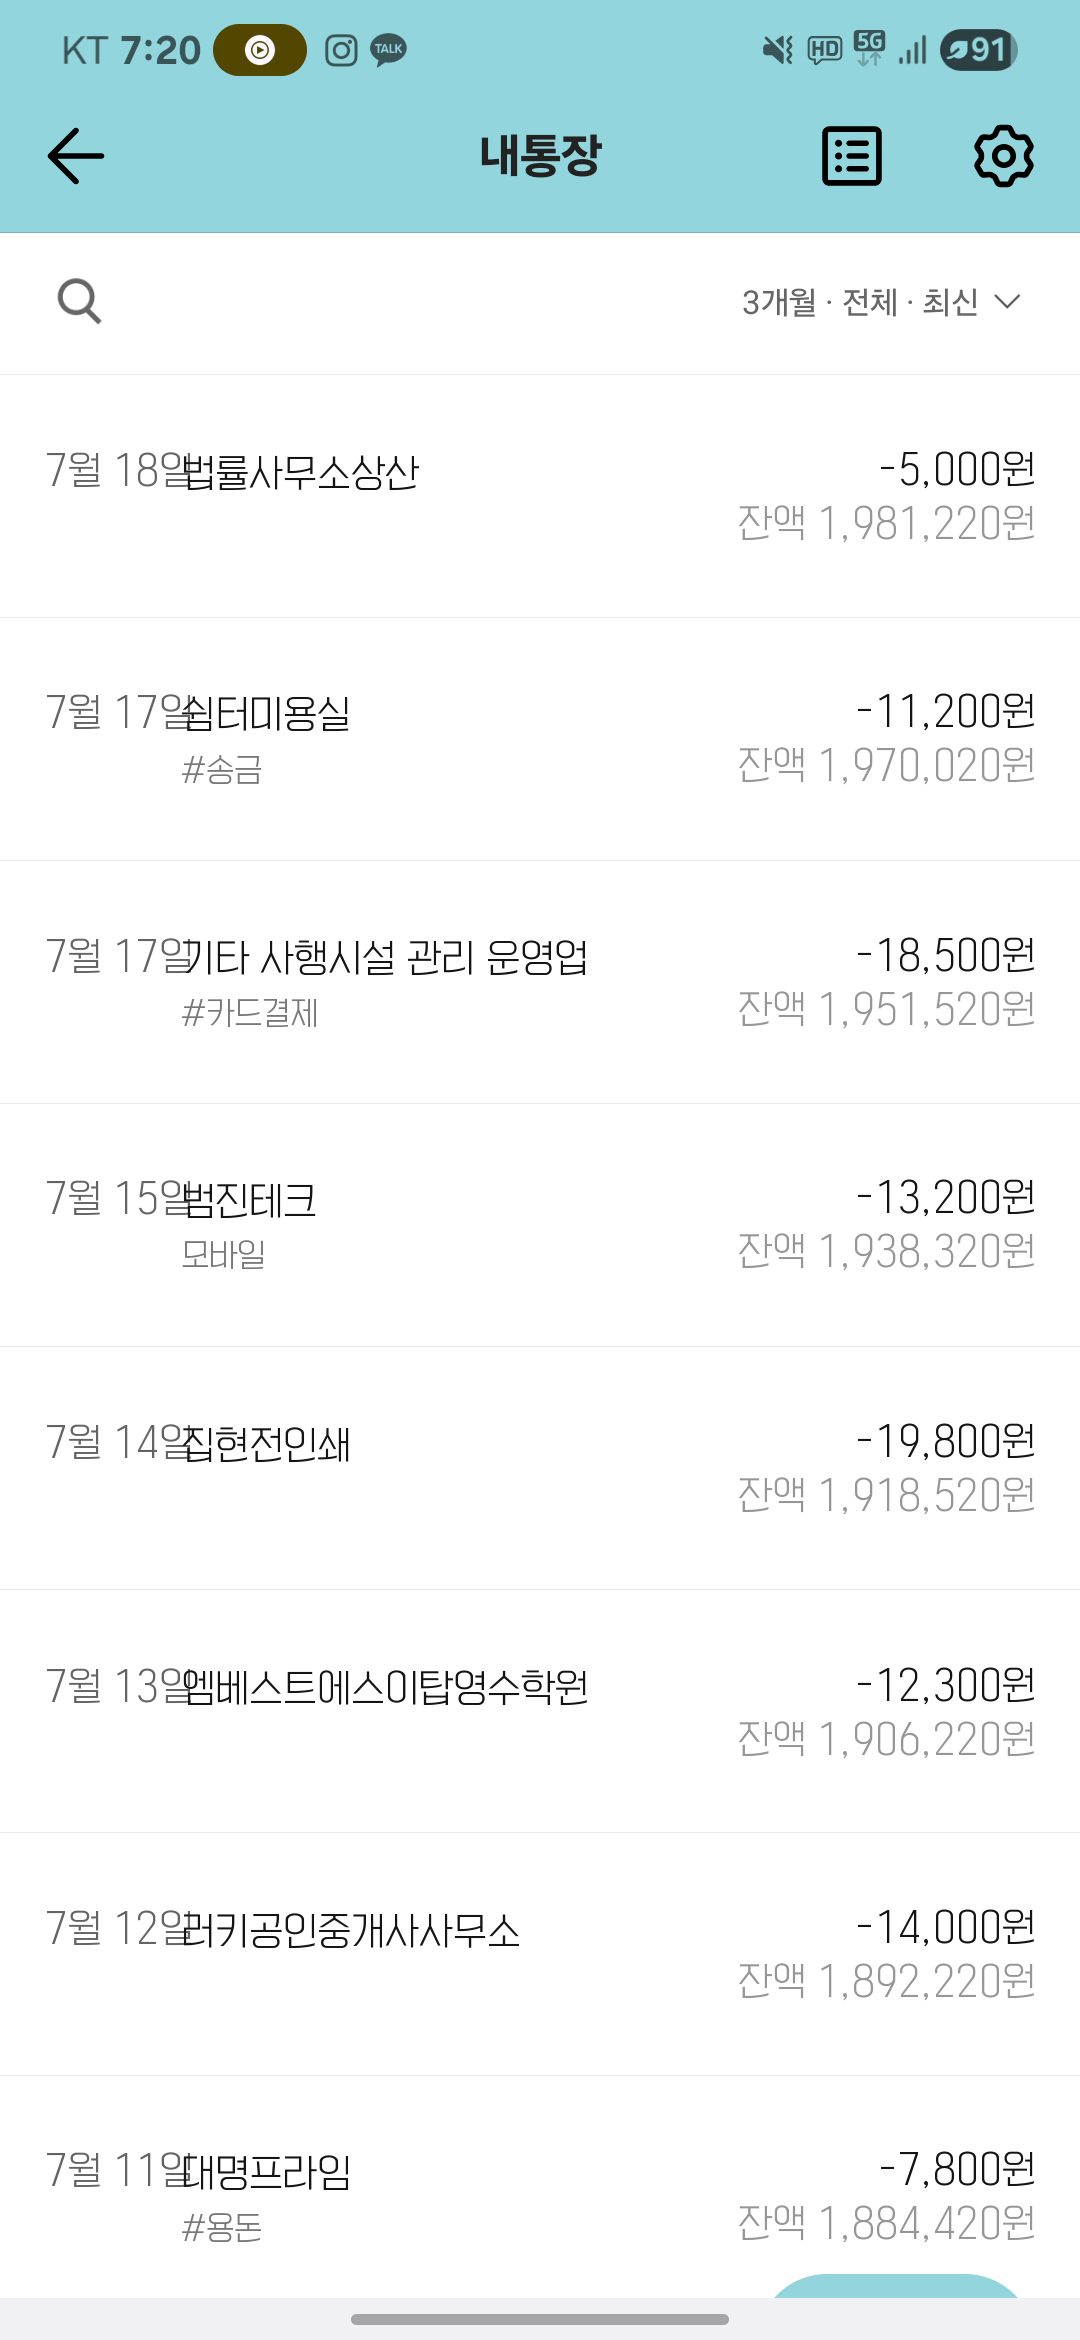 KT 7:20 TALK HD 5G 91
내통장
3개월 · 전체 · 최신
7월 18일 법률사무소상산 -5,000원
잔액 1,981,220원
7월 17일 쉼터미용실 -11,200원
#송금 잔액 1,970,020원
7월 17일 기타 사행시설 관리 운영업 -18,500원
#카드결제 잔액 1,951,520원
7월 15일 범진테크 -13,200원
모바일 잔액 1,938,320원
7월 14일 집현전인쇄 -19,800원
잔액 1,918,520원
7월 13일 엠베스트에스이탑영수학원 -12,300원
잔액 1,906,220원
7월 12일 러키공인중개사사무소 -14,000원
잔액 1,892,220원
7월 11일 대명프라임 -7,800원
#용돈 잔액 1,884,420원